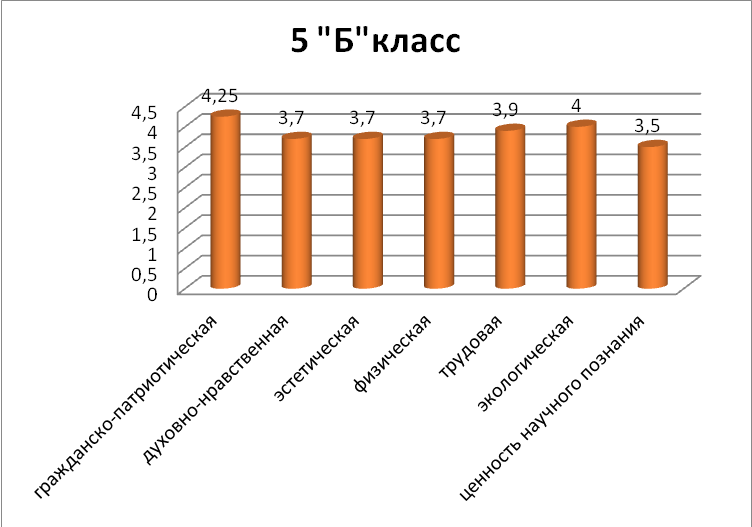 5 "Б"класс
4,25
3,7
3,7
3,7
3,9
4
3,5
4,5
4
3,5
3
2,5
2
1,5
1
0,5
0
гражданско-патриотическая
духовно-нравственная
эстетическая
физическая
трудовая
экологическая
ценность научного познания